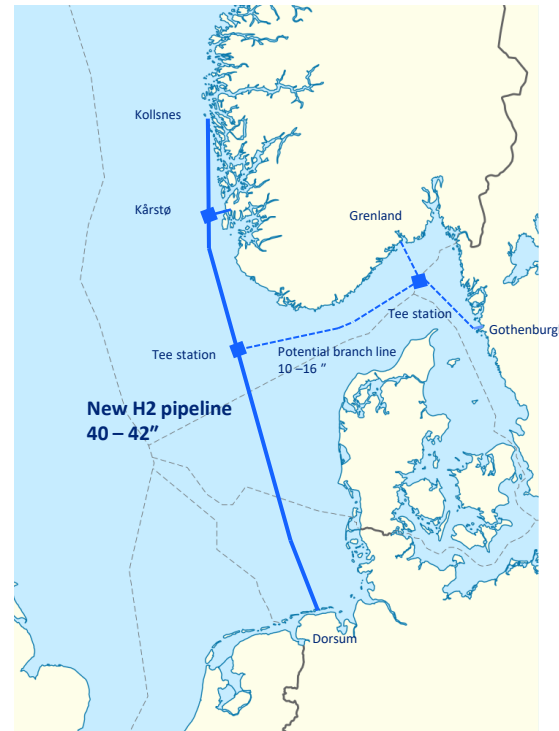 Kollsnes
Kårstø
Grenland
Tee station
Gothenburg
Tee station
Potential branch line
10 –16 ”
New H2 pipeline
40 – 42”
Dorsum